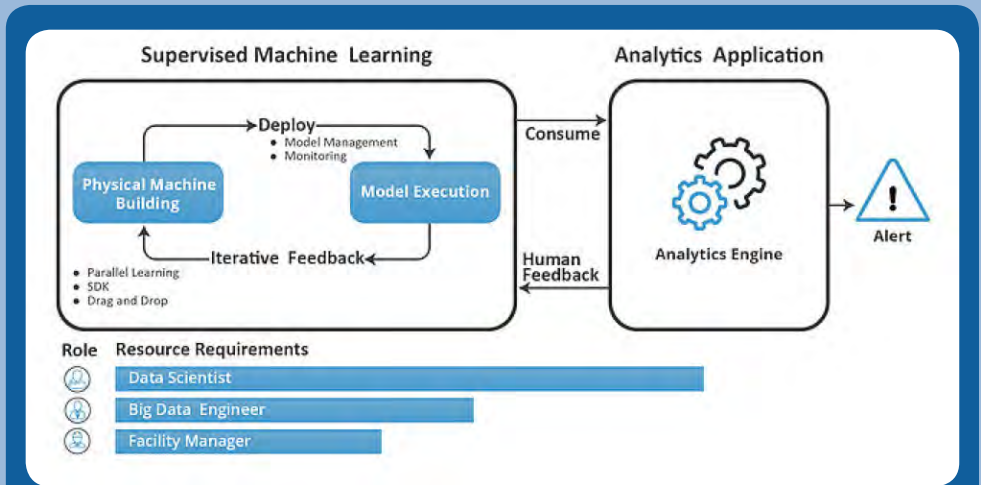 Supervised Machine Learning
Analytics Application
Deploy
• Model Management
• Monitoring
Physical Machine
Building
Model Execution
Iterative Feedback
• Parallel Learning
• SDK
• Drag and Drop
Consume
Human
Feedback
Analytics Engine
!
Alert
Role Resource Requirements
Data Scientist
Big Data Engineer
Facility Manager